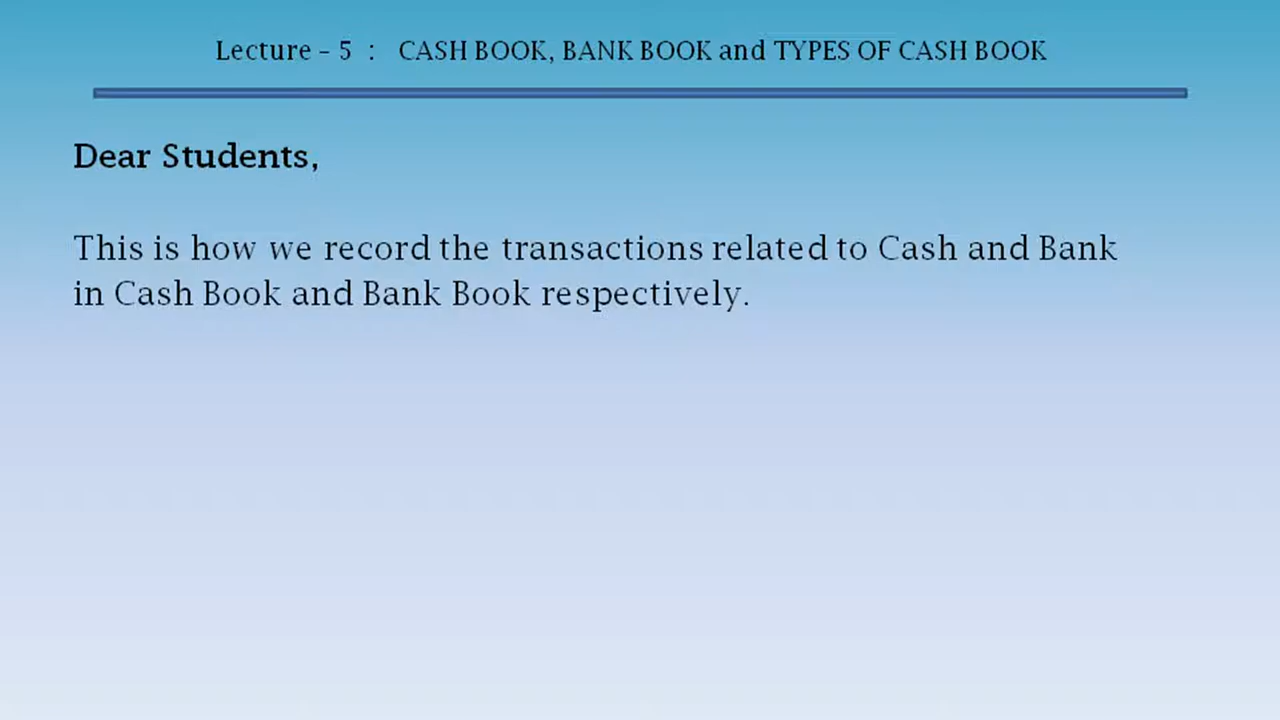 Lecture – 5 : CASH BOOK, BANK BOOK and TYPES OF CASH BOOK
Dear Students,
This is how we record the transactions related to Cash and Bank
in Cash Book and Bank Book respectively.